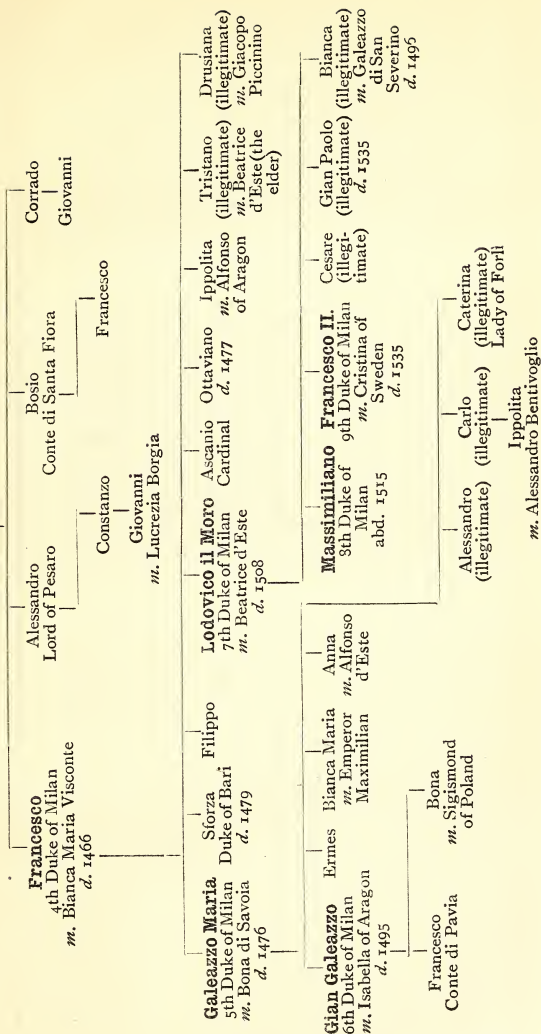 Francesco
4th Duke of Milan
m. Bianca Maria Visconte
d. 1466
Alessandro
Lord of Pesaro
Bosio
Conte di Santa Fiora
Corrado
Giovanni
Constanzo
Francesco
Giovanni
m. Lucrezia Borgia
Galeazzo Maria
5th Duke of Milan
m. Bona di Savoia
d. 1476
Sforza
Duke of Bari
d. 1479
Filippo
Lodovico il Moro
7th Duke of Milan
m. Beatrice d'Este
d. 1508
Ascanio
Cardinal
Ottaviano
d. 1477
Ippolita
m. Alfonso
of Aragon
Tristano
(illegitimate)
m. Beatrice
d'Este (the
elder)
Drusiana
(illegitimate)
m. Giacopo
Piccinino
Gian Galeazzo
6th Duke of Milan
m. Isabella of Aragon
d. 1495
Ermes
Bianca Maria
m. Emperor
Maximilian
Anna
m. Alfonso
d'Este
Massimiliano
8th Duke of
Milan
abd. 1515
Francesco II.
9th Duke of Milan
m. Cristina of
Sweden
d. 1535
Cesare
(illegi-
timate)
Gian Paolo
(illegitimate)
d. 1535
Bianca
(illegitimate)
m. Galeazzo
di San
Severino
d. 1496
Alessandro
(illegitimate)
Carlo
(illegitimate)
Caterina
(illegitimate)
Lady of Forlì
Ippolita
m. Alessandro Bentivoglio
Francesco
Conte di Pavia
Bona
m. Sigismond
of Poland